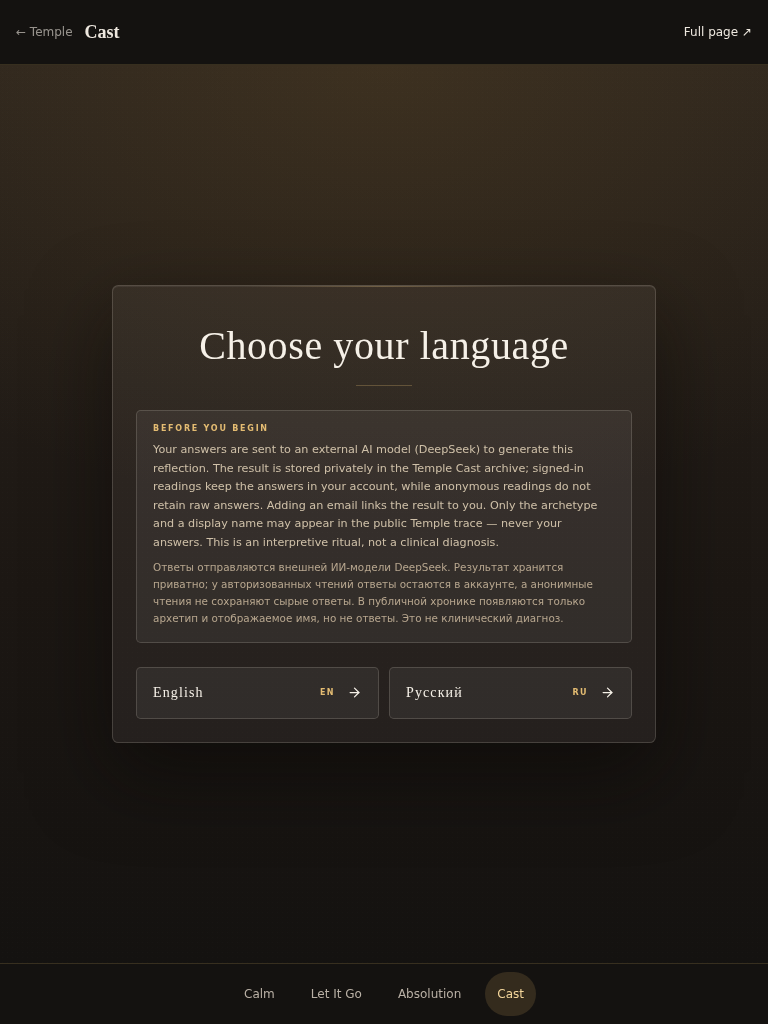 ← Temple Cast Full page ↗
Choose your language
BEFORE YOU BEGIN
Your answers are sent to an external AI model (DeepSeek) to generate this
reflection. The result is stored privately in the Temple Cast archive; signed-in
readings keep the answers in your account, while anonymous readings do not
retain raw answers. Adding an email links the result to you. Only the archetype
and a display name may appear in the public Temple trace — never your
answers. This is an interpretive ritual, not a clinical diagnosis.
Ответы отправляются внешней ИИ-модели DeepSeek. Результат хранится
приватно; у авторизованных чтений ответы остаются в аккаунте, а анонимные
чтения не сохраняют сырые ответы. В публичной хронике появляются только
архетип и отображаемое имя, но не ответы. Это не клинический диагноз.
English EN → Русский RU →
Calm Let It Go Absolution Cast